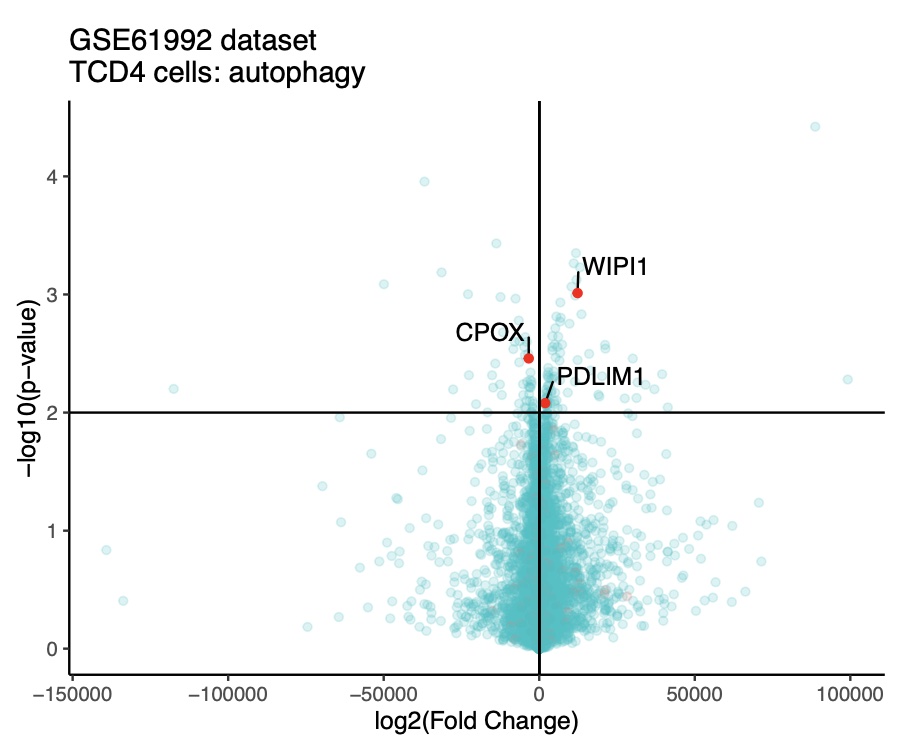 GSE61992 dataset
TCD4 cells: autophagy
−log10(p−value)
4
3
2
1
0
WIPI1
CPOX
PDLIM1
−150000
−100000
−50000
0
50000
100000
log2(Fold Change)